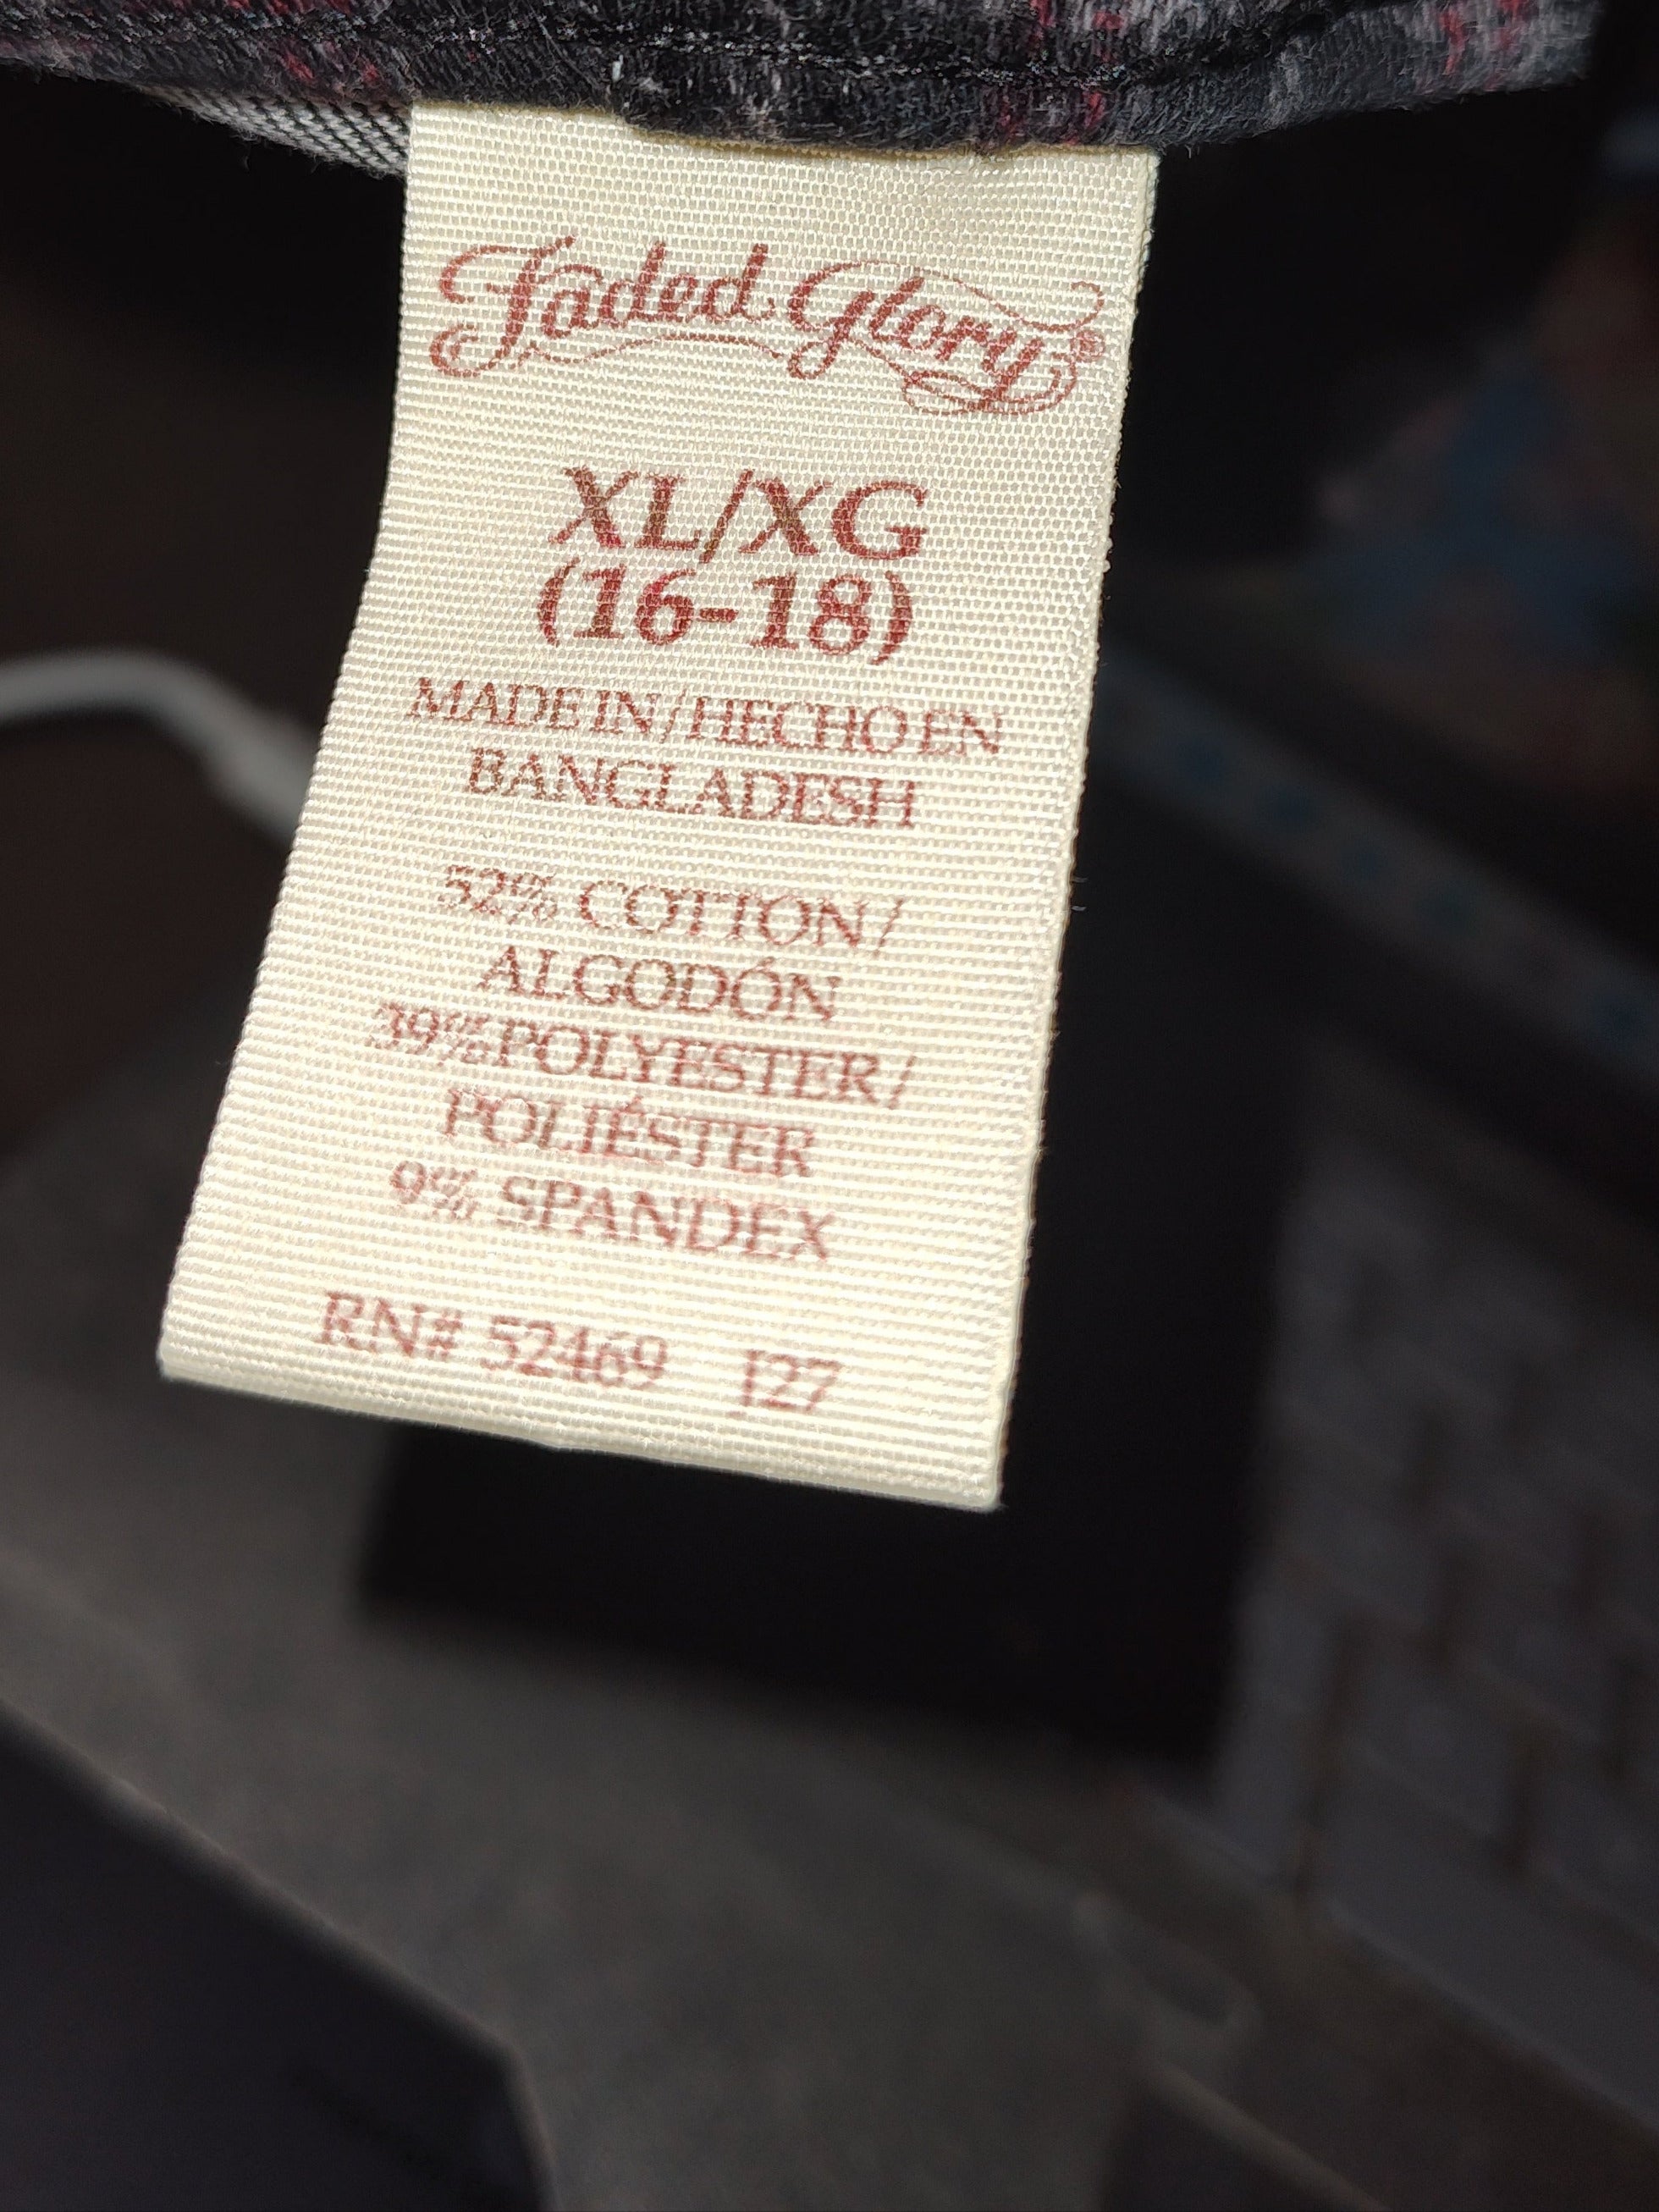 Faded Glory®
XL/XG
(16-18)
MADE IN/HECHO EN
BANGLADESH
52% COTTON/
ALGODÓN
39% POLYESTER/
POLIÉSTER
9% SPANDEX
RN# 52469 J27